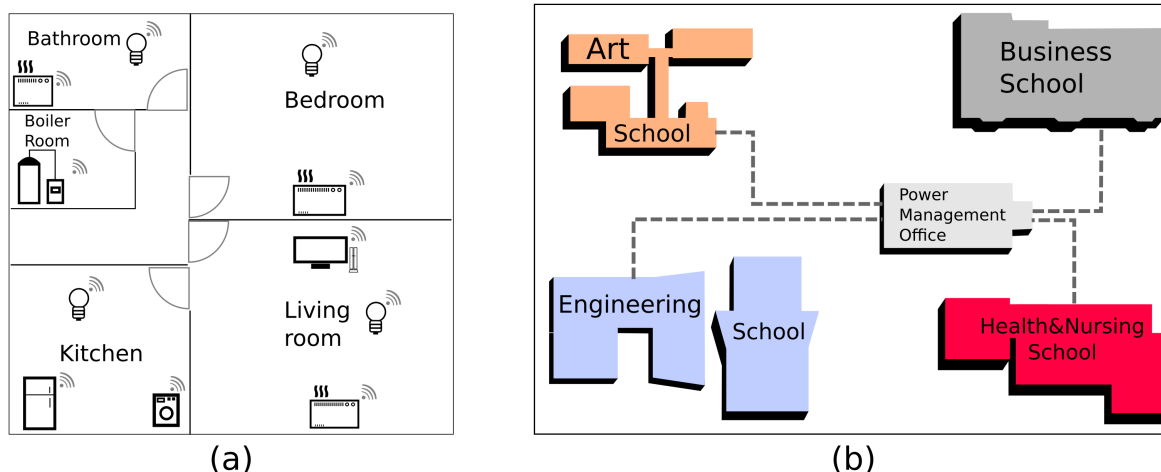 Bathroom
Bedroom
Boiler
Room
Living
room
Kitchen
(a)
Art
School
Business
School
Power
Management
Office
Engineering
School
Health&Nursing
School
(b)